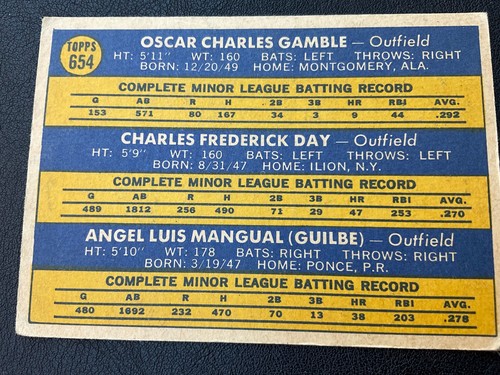 TOPPS
654
OSCAR CHARLES GAMBLE — Outfield
HT: 5'11" WT: 160 BATS: LEFT THROWS: RIGHT
BORN: 12/20/49 HOME: MONTGOMERY, ALA.
COMPLETE MINOR LEAGUE BATTING RECORD
G AB R H 2B 3B HR RBI AVG.
153 571 80 167 34 3 9 44 .292
CHARLES FREDERICK DAY — Outfield
HT: 5'9" WT: 160 BATS: LEFT THROWS: LEFT
BORN: 8/31/47 HOME: ILION, N.Y.
COMPLETE MINOR LEAGUE BATTING RECORD
G AB R H 2B 3B HR RBI AVG.
489 1812 256 490 71 29 47 253 .270
ANGEL LUIS MANGUAL (GUILBE) — Outfield
HT: 5'10" WT: 178 BATS: RIGHT THROWS: RIGHT
BORN: 3/19/47 HOME: PONCE, P.R.
COMPLETE MINOR LEAGUE BATTING RECORD
G AB R H 2B 3B HR RBI AVG.
480 1692 232 470 70 13 38 203 .278